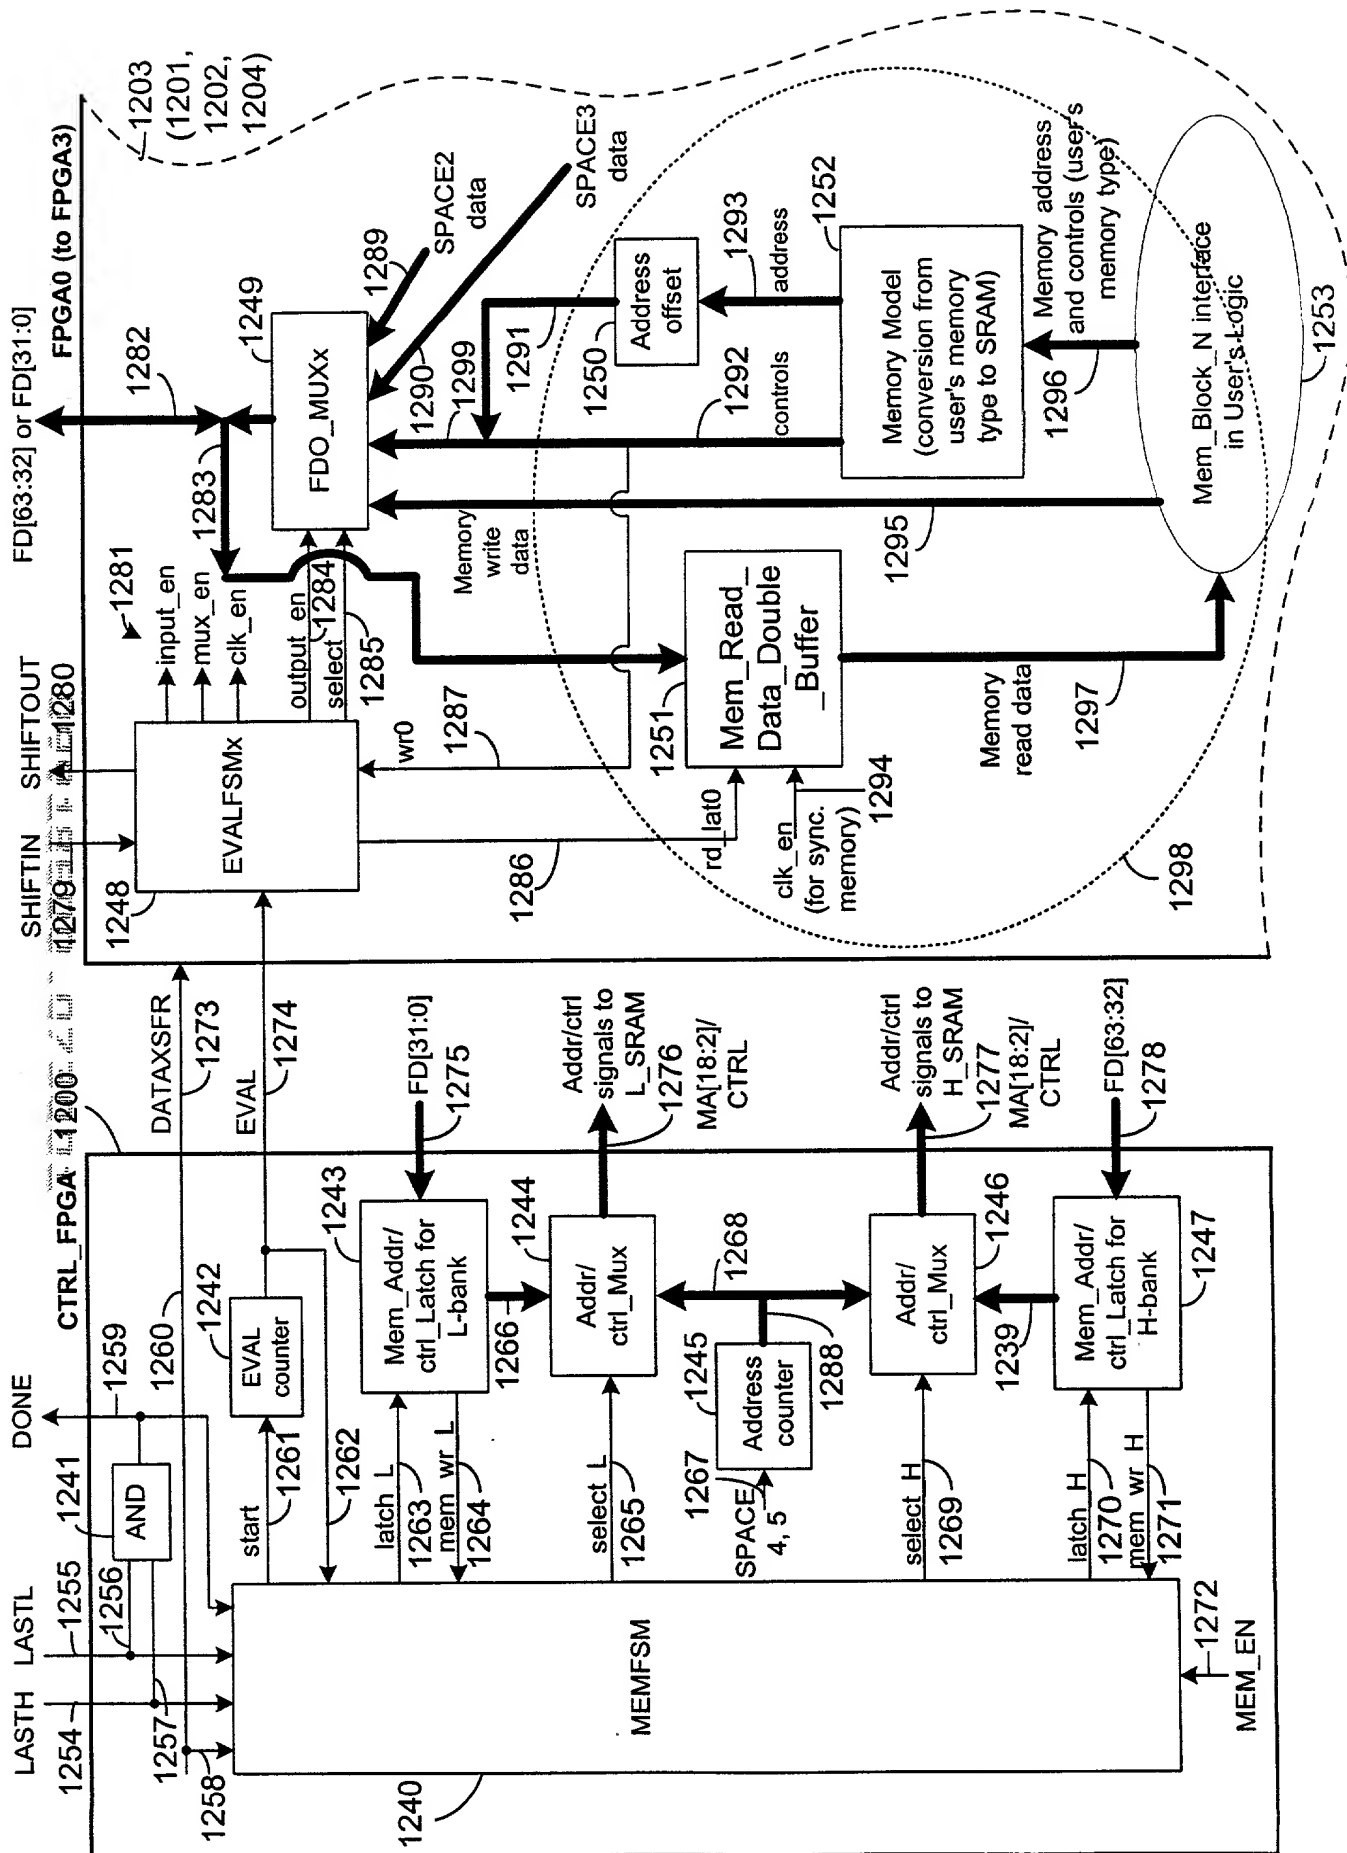 LASTH
LASTL
DONE
1254
1255
1256
1257
1258
1241
AND
1259
1260
CTRL_FPGA
1200
DATAXSFR
1273
EVAL
1274
1240
MEMFSM
start
1261
1262
1242
EVAL
counter
latch_L
1263
mem_wr_L
1264
1243
Mem_Addr/
ctrl_Latch for
L-bank
FD[31:0]
1275
1266
select_L
1265
1244
Addr/
ctrl_Mux
Addr/ctrl
signals to
L_SRAM
1276
MA[18:2]/
CTRL
1267
SPACE
4, 5
1245
Address
counter
1288
1268
select_H
1269
1246
Addr/
ctrl_Mux
Addr/ctrl
signals to
H_SRAM
1277
MA[18:2]/
CTRL
1239
latch_H
1270
mem_wr_H
1271
Mem_Addr/
ctrl_Latch for
H-bank
1247
FD[63:32]
1278
1272
MEM_EN
SHIFTIN
SHIFTOUT
1279
1280
FD[63:32] or FD[31:0]
1282
FPGA0 (to FPGA3)
1203
(1201,
1202,
1204)
1248
EVALFSMx
1281
input_en
mux_en
clk_en
output_en
1284
select
1285
1283
1249
FDO_MUXx
1289
SPACE2
data
SPACE3
data
1290
1299
1291
1286
1287
wr0
Memory
write
data
1292
controls
1250
Address
offset
1293
address
rd_lat0
clk_en
(for sync.
memory)
1294
1251
Mem_Read_
Data_Double
_Buffer
1252
Memory Model
(conversion from
user's memory
type to SRAM)
1295
Memory
read data
1297
1296
Memory address
and controls (user's
memory type)
Mem_Block_N Interface
in User's Logic
1253
1298